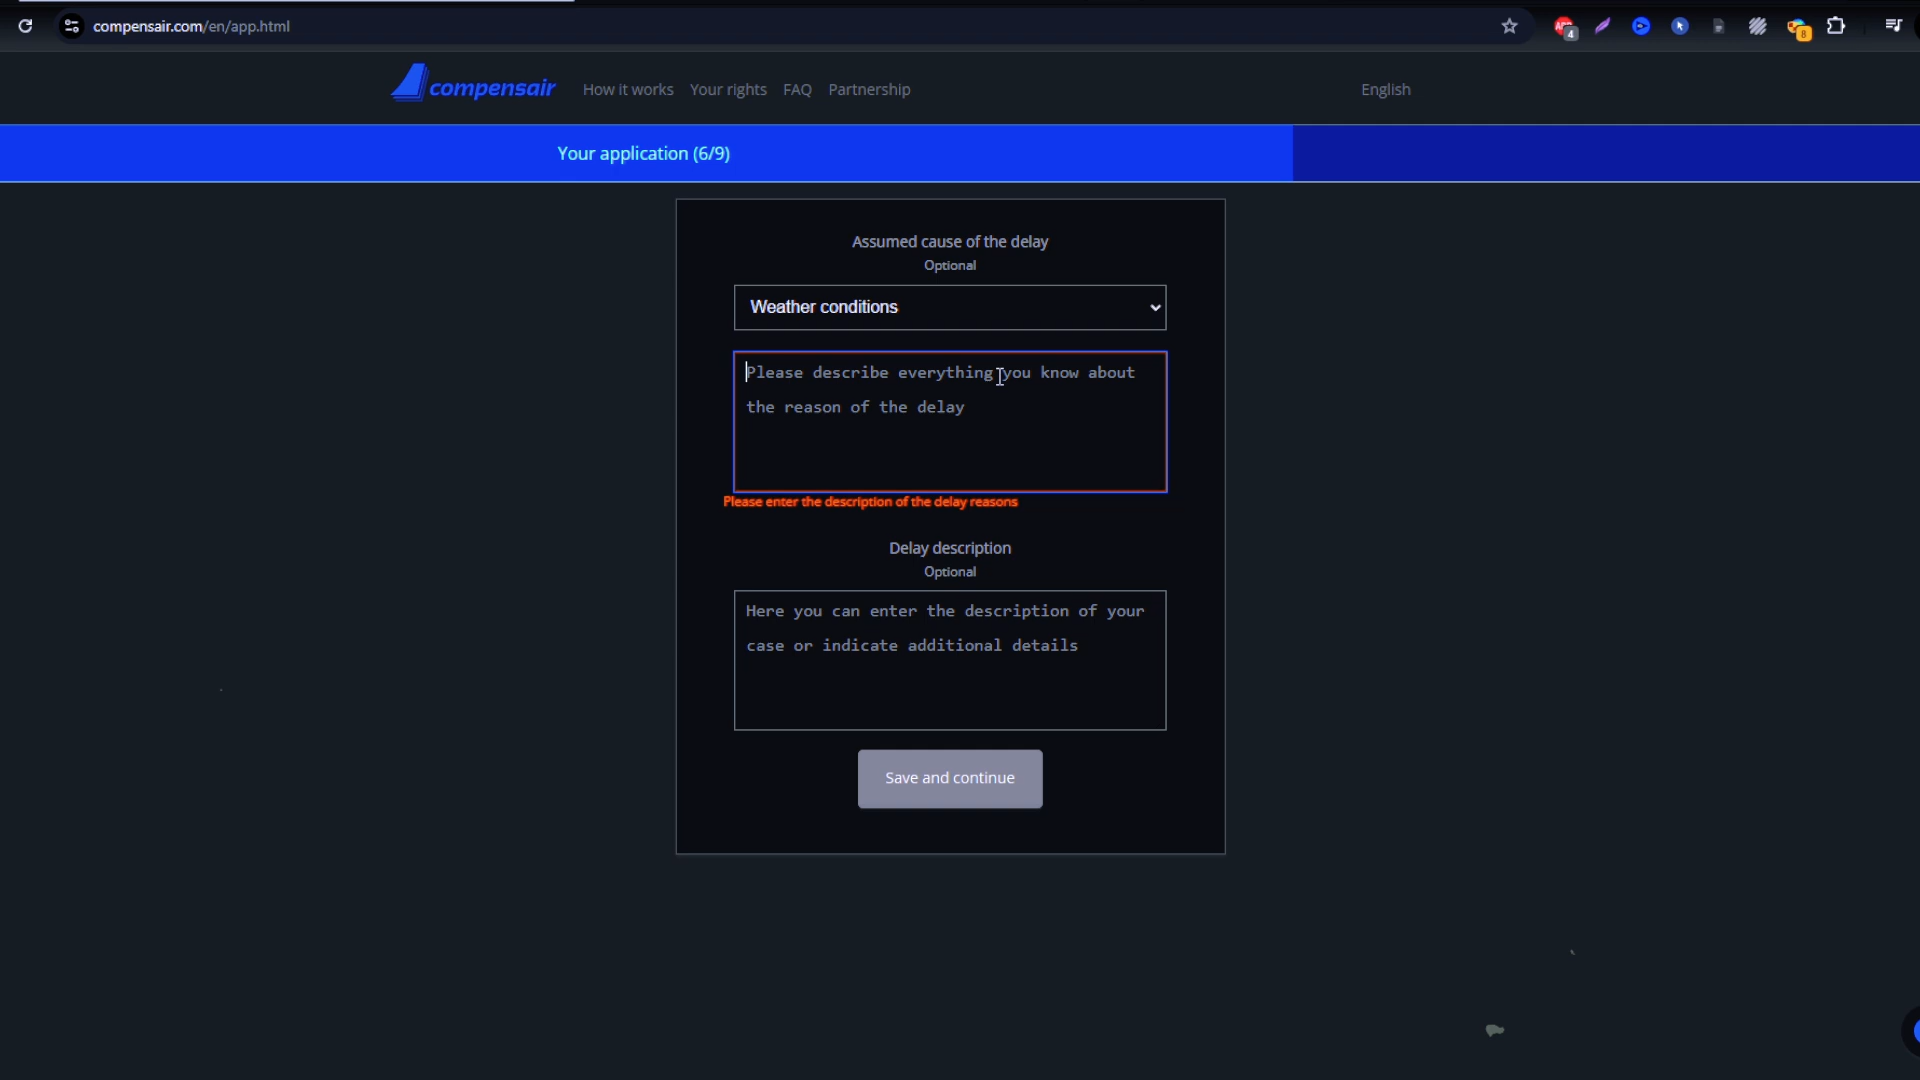 compensair.com/en/app.html
4
8
compensair
How it works
Your rights
FAQ
Partnership
English
Your application (6/9)
Assumed cause of the delay
Optional
Weather conditions
Please describe everything you know about
the reason of the delay
Please enter the description of the delay reasons
Delay description
Optional
Here you can enter the description of your
case or indicate additional details
Save and continue